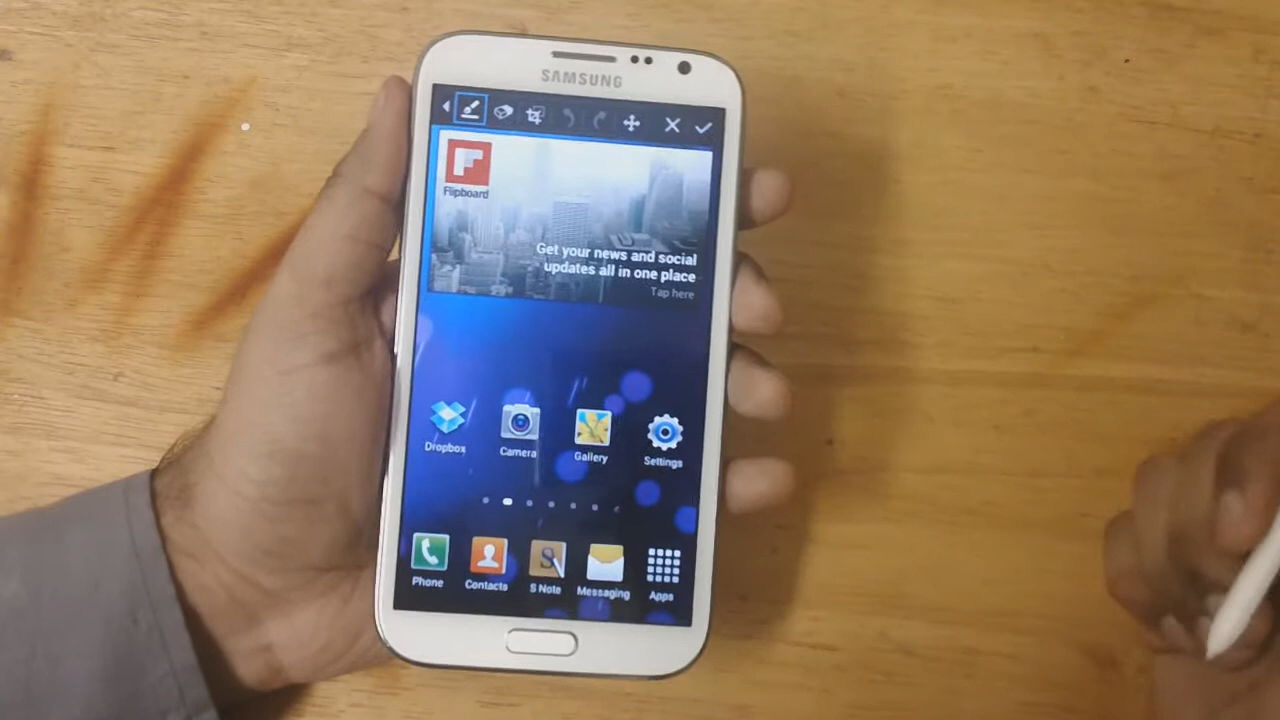 SAMSUNG
Flipboard
Get your news and social
updates all in one place
Tap here
Dropbox
Camera
Gallery
Settings
S
Phone
Contacts
S Note
Messaging
Apps